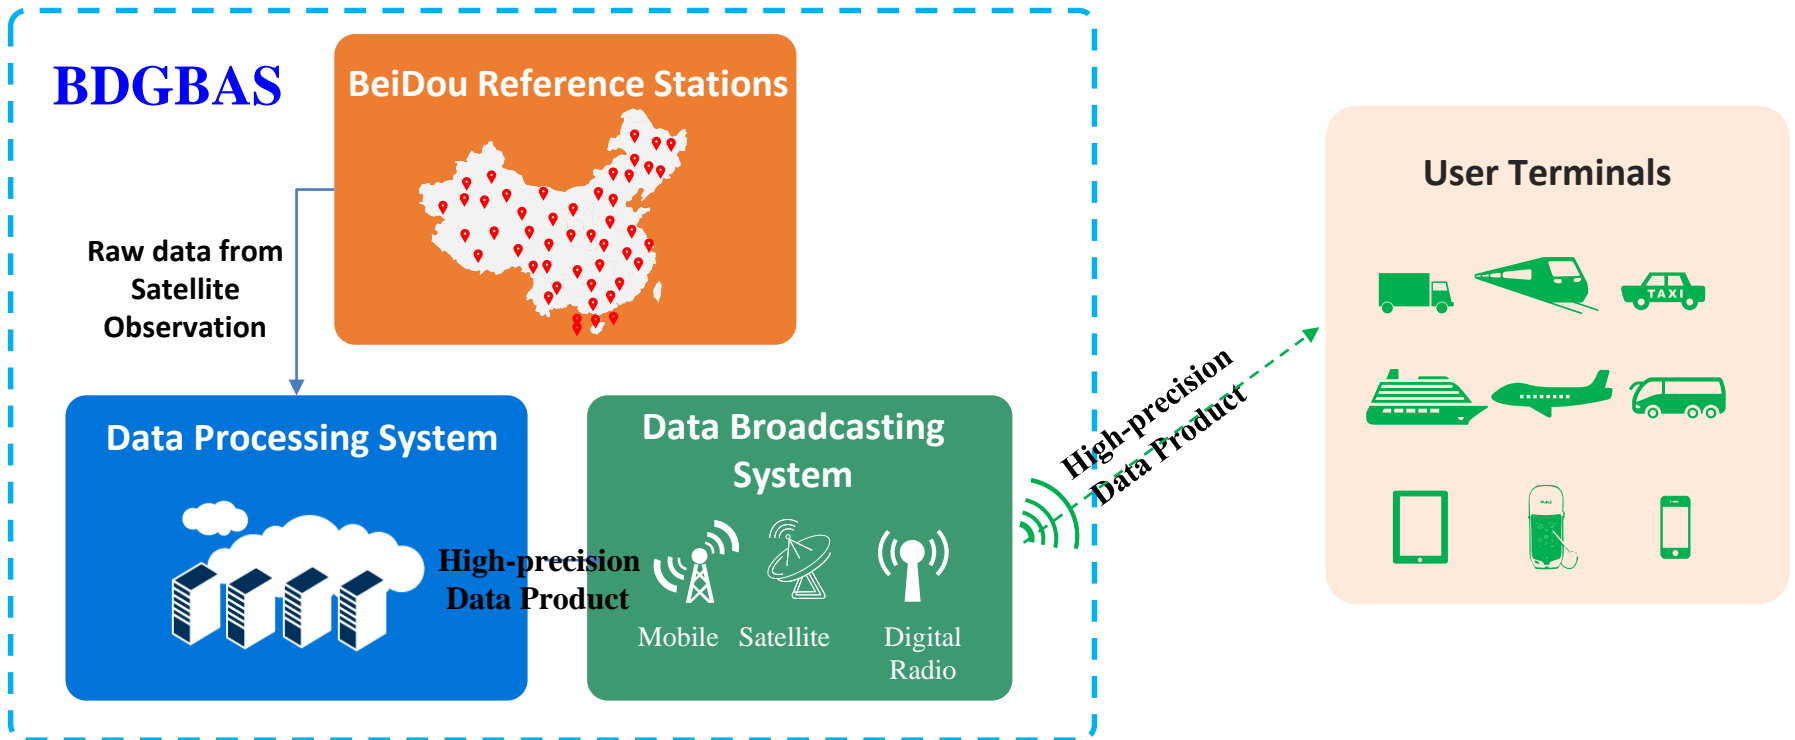 BDGBAS
BeiDou Reference Stations
Raw data from
Satellite
Observation
Data Processing System
High-precision
Data Product
Data Broadcasting
System
Mobile
Satellite
Digital
Radio
High-precision
Data Product
User Terminals
TAXI